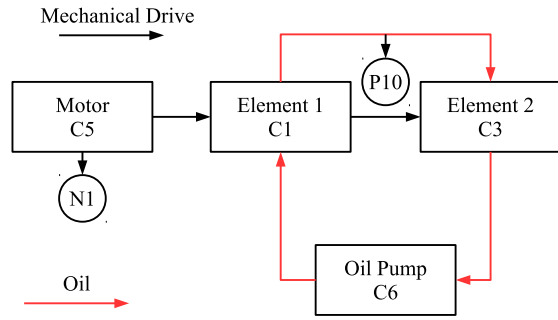 Mechanical Drive
Motor
C5
Element 1
C1
P10
Element 2
C3
N1
Oil Pump
C6
Oil